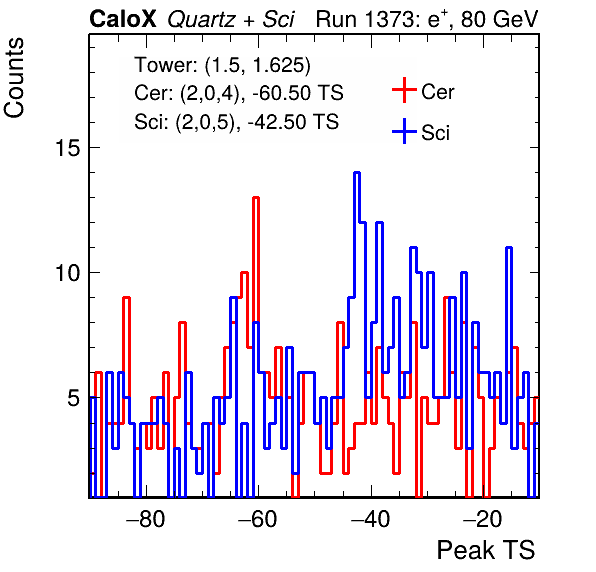 CaloX Quartz + Sci Run 1373: e+, 80 GeV
Counts
Tower: (1.5, 1.625)
Cer: (2,0,4), -60.50 TS
Sci: (2,0,5), -42.50 TS
Cer
Sci
15
10
5
−80 −60 −40 −20
Peak TS